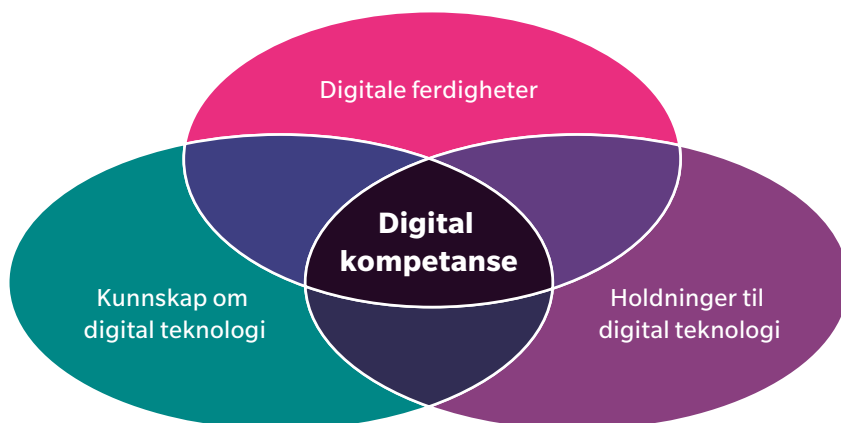 Digitale ferdigheter
Digital
kompetanse
Kunnskap om
digital teknologi
Holdninger til
digital teknologi